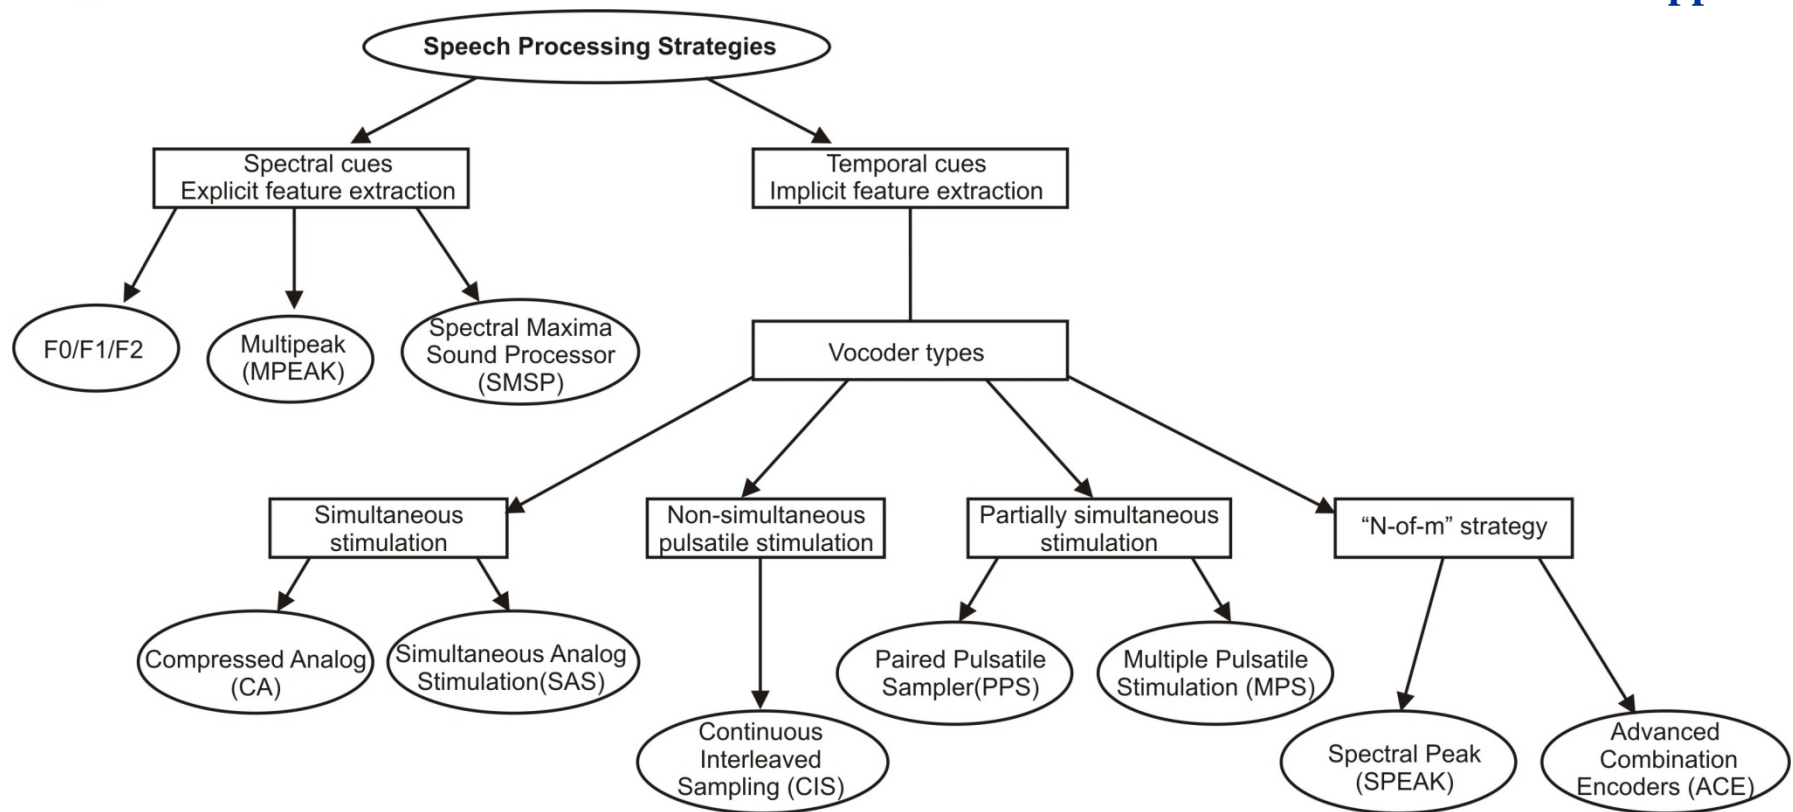 Speech Processing Strategies
Spectral cues
Explicit feature extraction
Temporal cues
Implicit feature extraction
F0/F1/F2
Multipeak
(MPEAK)
Spectral Maxima
Sound Processor
(SMSP)
Vocoder types
Simultaneous
stimulation
Non-simultaneous
pulsatile stimulation
Partially simultaneous
stimulation
“N-of-m” strategy
Compressed Analog
(CA)
Simultaneous Analog
Stimulation(SAS)
Continuous
Interleaved
Sampling (CIS)
Paired Pulsatile
Sampler(PPS)
Multiple Pulsatile
Stimulation (MPS)
Spectral Peak
(SPEAK)
Advanced
Combination
Encoders (ACE)